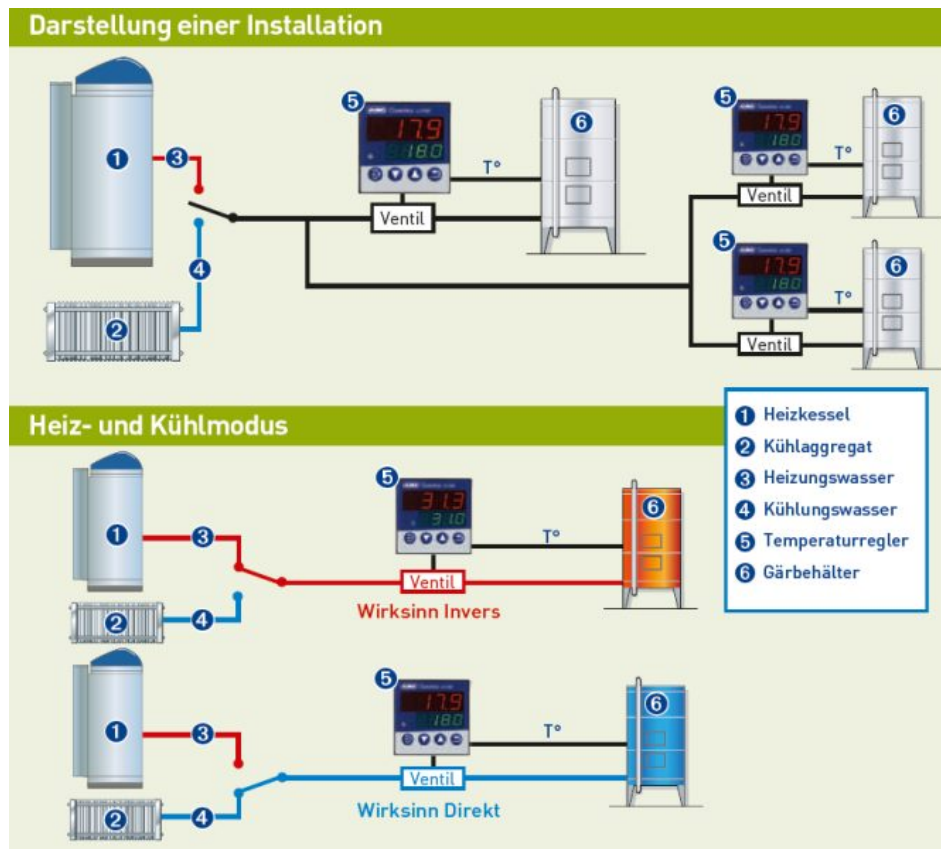 Darstellung einer Installation
5
JUMO
17.9
18.0
6
1
3
T°
Ventil
4
2
5
17.9
18.0
6
T°
Ventil
5
17.9
18.0
6
T°
Ventil
Heiz- und Kühlmodus
1 Heizkessel
2 Kühlaggregat
3 Heizungswasser
4 Kühlungswasser
5 Temperaturregler
6 Gärbehälter
5
31.3
31.0
6
1
3
T°
Ventil
4
2
Wirksinn Invers
5
17.9
18.0
6
1
3
T°
Ventil
4
2
Wirksinn Direkt